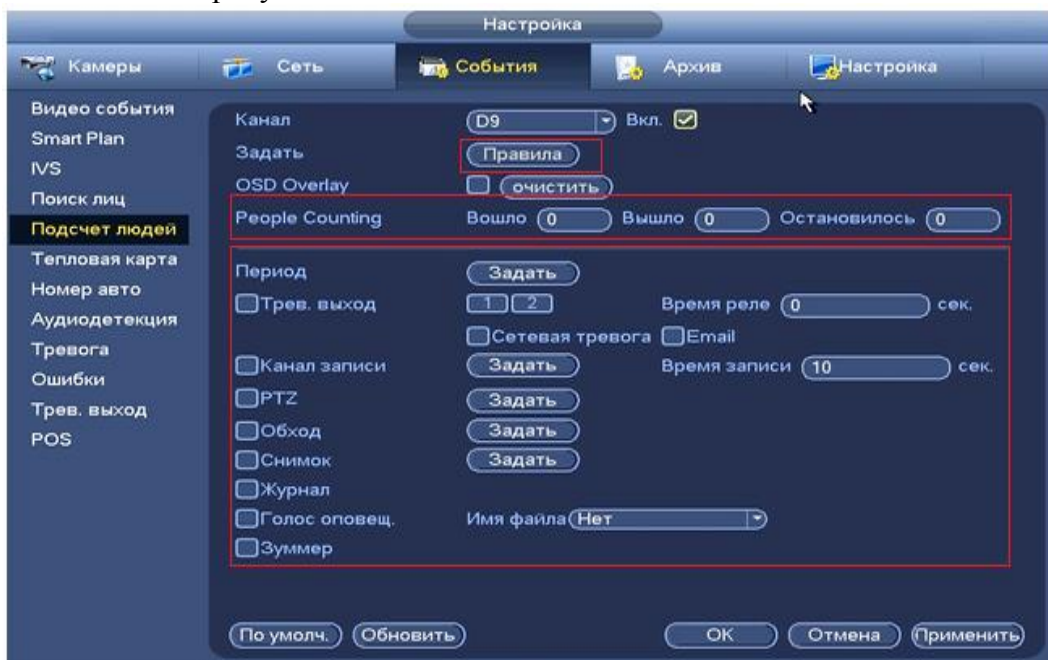 Настройка
Камеры Сеть События Архив Настройка
Видео события
Smart Plan
IVS
Поиск лиц
Подсчет людей
Тепловая карта
Номер авто
Аудиодетекция
Тревога
Ошибки
Трев. выход
POS
Канал D9 Вкл.
Задать Правила
OSD Overlay очистить
People Counting Вошло 0 Вышло 0 Остановилось 0
Период Задать
Трев. выход 1 2 Время реле 0 сек.
Сетевая тревога Email
Канал записи Задать Время записи 10 сек.
PTZ Задать
Обход Задать
Снимок Задать
Журнал
Голос оповещ. Имя файла Нет
Зуммер
По умолч. Обновить ОК Отмена Применить